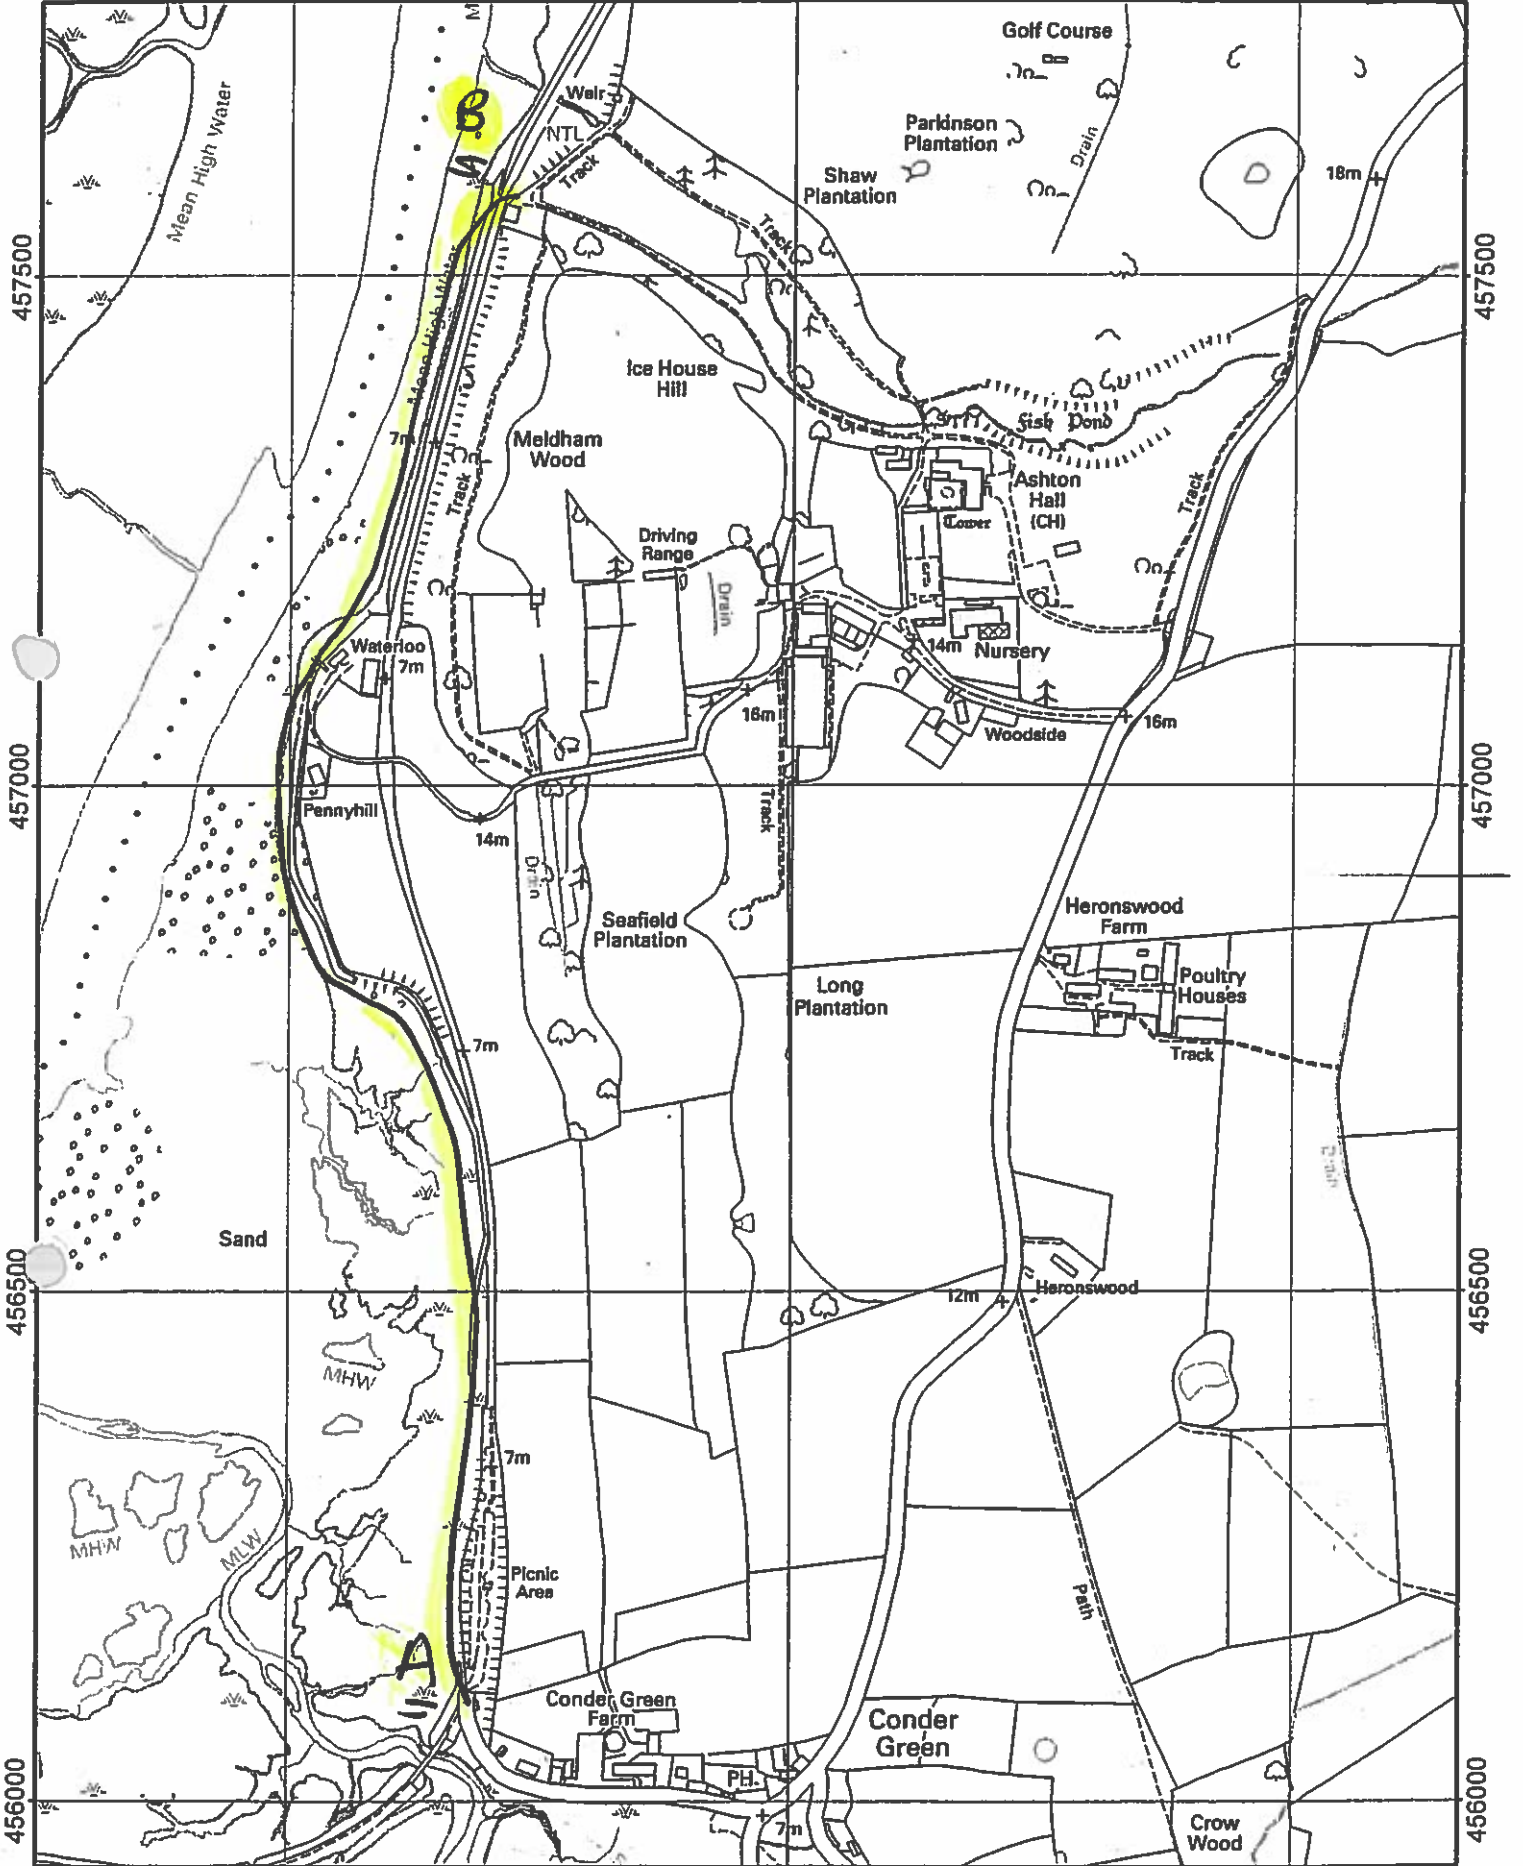 Golf Course
Mean High Water
M
B
Weir
NTL
Track
Parkinson
Plantation
Drain
Shaw
Plantation
18m
Track
457500
457500
Mean High Water
Ice House
Hill
Fish Pond
7m
Meldham
Wood
Track
Ashton
Hall
(CH)
Tower
Track
Driving
Range
Drain
Waterloo
7m
14m
Nursery
16m
16m
Woodside
457000
457000
Pennyhill
14m
Track
Drain
Seafield
Plantation
Heronswood
Farm
Long
Plantation
Poultry
Houses
7m
Track
Drain
Sand
456500
456500
12m
Heronswood
MHW
7m
MHW
MLW
Picnic
Area
Path
A
Conder Green
Farm
Conder
Green
PH
456000
456000
7m
Crow
Wood